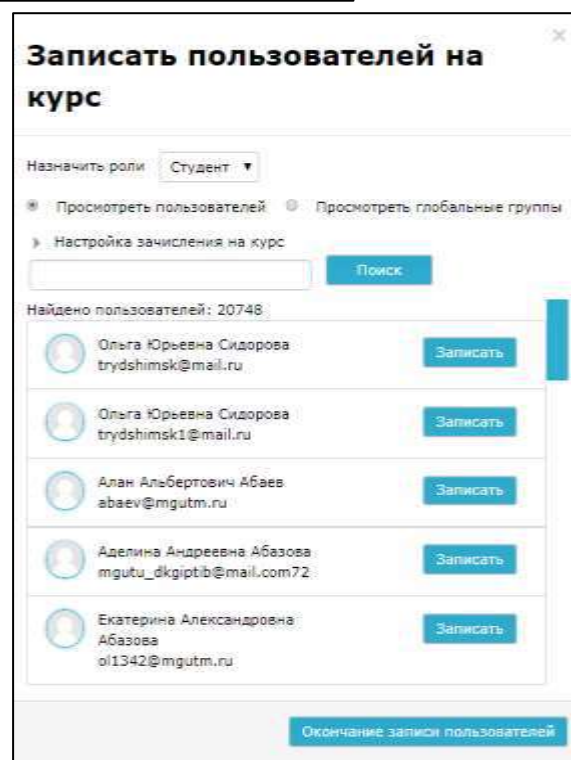 Записать пользователей на
курс
Назначить роли Студент
Просмотреть пользователей Просмотреть глобальные группы
Настройка зачисления на курс
Поиск
Найдено пользователей: 20748
Ольга Юрьевна Сидорова
trydshimsk@mail.ru
Записать
Ольга Юрьевна Сидорова
trydshimsk1@mail.ru
Записать
Алан Альбертович Абаев
abaev@mgutm.ru
Записать
Аделина Андреевна Абазова
mgutu_dkgiptib@mail.com72
Записать
Екатерина Александровна
Абазова
ol1342@mgutm.ru
Записать
Окончание записи пользователей